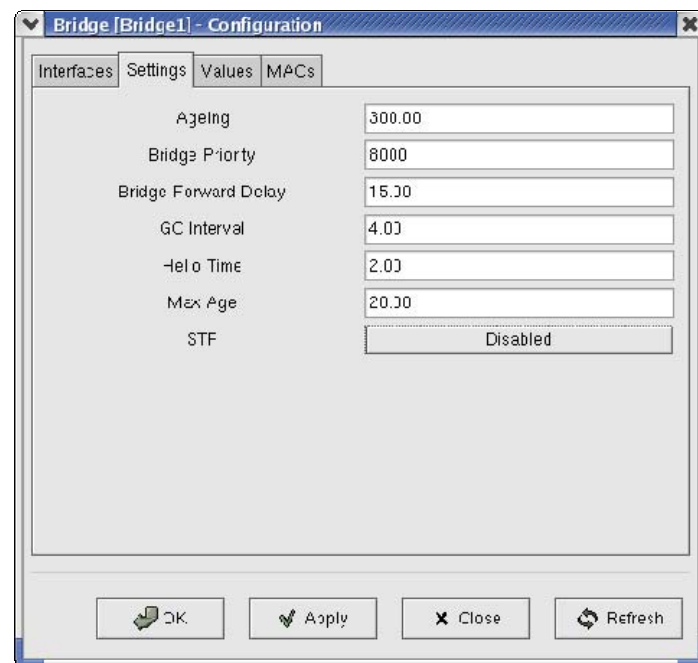 Bridge [Bridge1] - Configuration
Interfaces Settings Values MACs
Ageing 300.00
Bridge Priority 8000
Bridge Forward Delay 15.00
GC Interval 4.00
Hello Time 2.00
Max Age 20.00
STP Disabled
OK Apply Close Refresh